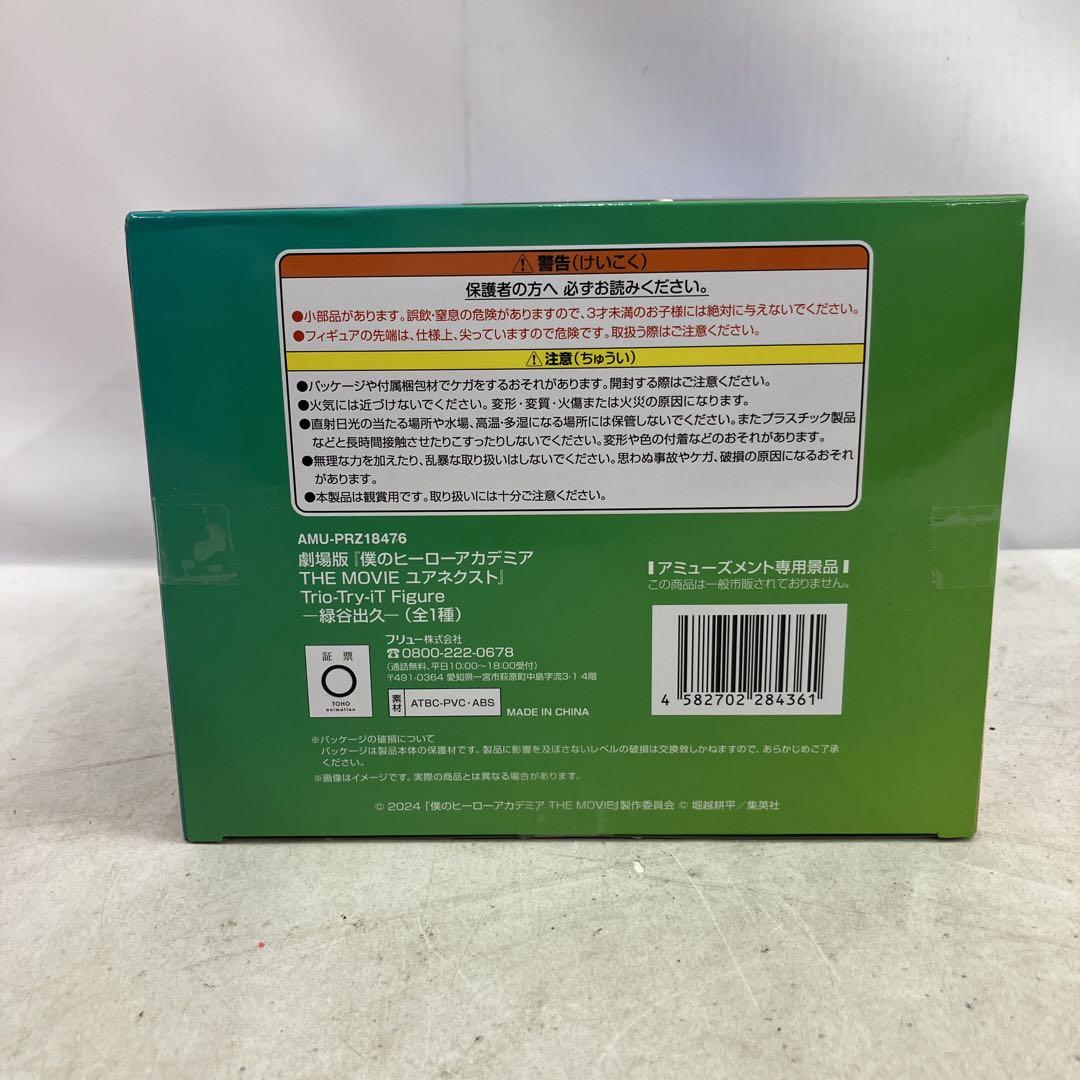 ⚠警告(けいこく)
保護者の方へ 必ずお読みください。
●小部品があります。誤飲・窒息の危険がありますので、3才未満のお子様には絶対に与えないでください。
●フィギュアの先端は、仕様上、尖っていますので危険です。取扱う際はご注意ください。
⚠注意(ちゅうい)
●パッケージや付属梱包材でケガをするおそれがあります。開封する際はご注意ください。
●火気には近づけないでください。変形・変質・火傷または火災の原因になります。
●直射日光の当たる場所や水場、高温・多湿になる場所には保管しないでください。またプラスチック製品
などと長時間接触させたりこすったりしないでください。変形や色の付着などのおそれがあります。
●無理な力を加えたり、乱暴な取り扱いはしないでください。思わぬ事故やケガ、破損の原因になるおそれ
があります。
●本製品は観賞用です。取り扱いには十分ご注意ください。
AMU-PRZ18476
劇場版『僕のヒーローアカデミア
THE MOVIE ユアネクスト』
Trio-Try-iT Figure
―緑谷出久―(全1種)
アミューズメント専用景品
この商品は一般市販されておりません。
証 票
TOHO
animation
フリュー株式会社
☎0800-222-0678
(通話無料、平日10:00〜18:00受付)
〒491-0364 愛知県一宮市萩原町中島字流3-1 4階
素材 ATBC-PVC・ABS
MADE IN CHINA
4 582702 284361
※パッケージの破損について
パッケージは製品本体の保護材です。製品に影響を及ぼさないレベルの破損は交換致しかねますので、あらかじめご了承
ください。
※画像はイメージです。実際の商品とは異なる場合があります。
© 2024「僕のヒーローアカデミア THE MOVIE」製作委員会 © 堀越耕平/集英社